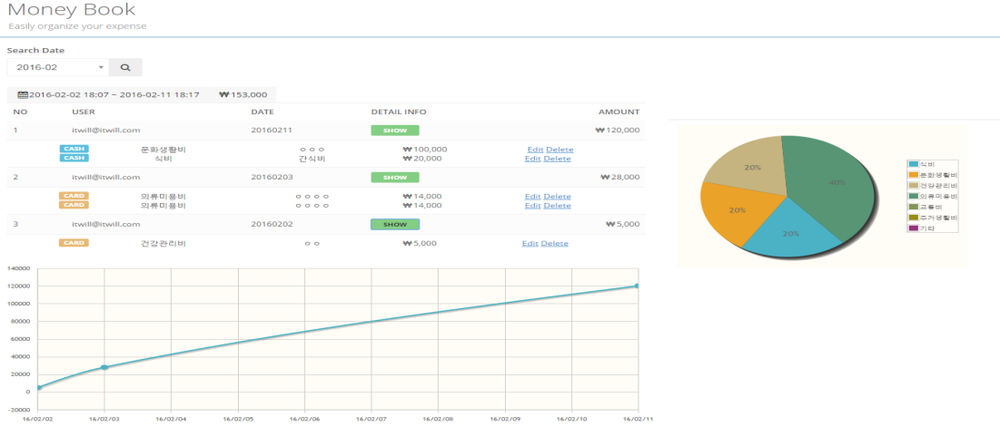 Money Book
Easily organize your expense
Search Date
2016-02
2016-02-02 18:07 ~ 2016-02-11 18:17 ₩153,000
NO USER DATE DETAIL INFO AMOUNT
1 itwill@itwill.com 20160211 SHOW ₩120,000
CASH 문화생활비 ㅇㅇㅇ ₩100,000 Edit Delete
CASH 식비 간식비 ₩20,000 Edit Delete
2 itwill@itwill.com 20160203 SHOW ₩28,000
CARD 의류미용비 ㅇㅇㅇㅇ ₩14,000 Edit Delete
CARD 의류미용비 ㅇㅇㅇㅇ ₩14,000 Edit Delete
3 itwill@itwill.com 20160202 SHOW ₩5,000
CARD 건강관리비 ㅇㅇ ₩5,000 Edit Delete
20%
40%
20%
20%
식비
문화생활비
건강관리비
의류미용비
교통비
주거생활비
기타
140000
120000
100000
80000
60000
40000
20000
0
-20000
16/02/02 16/02/03 16/02/04 16/02/05 16/02/06 16/02/07 16/02/08 16/02/09 16/02/10 16/02/11